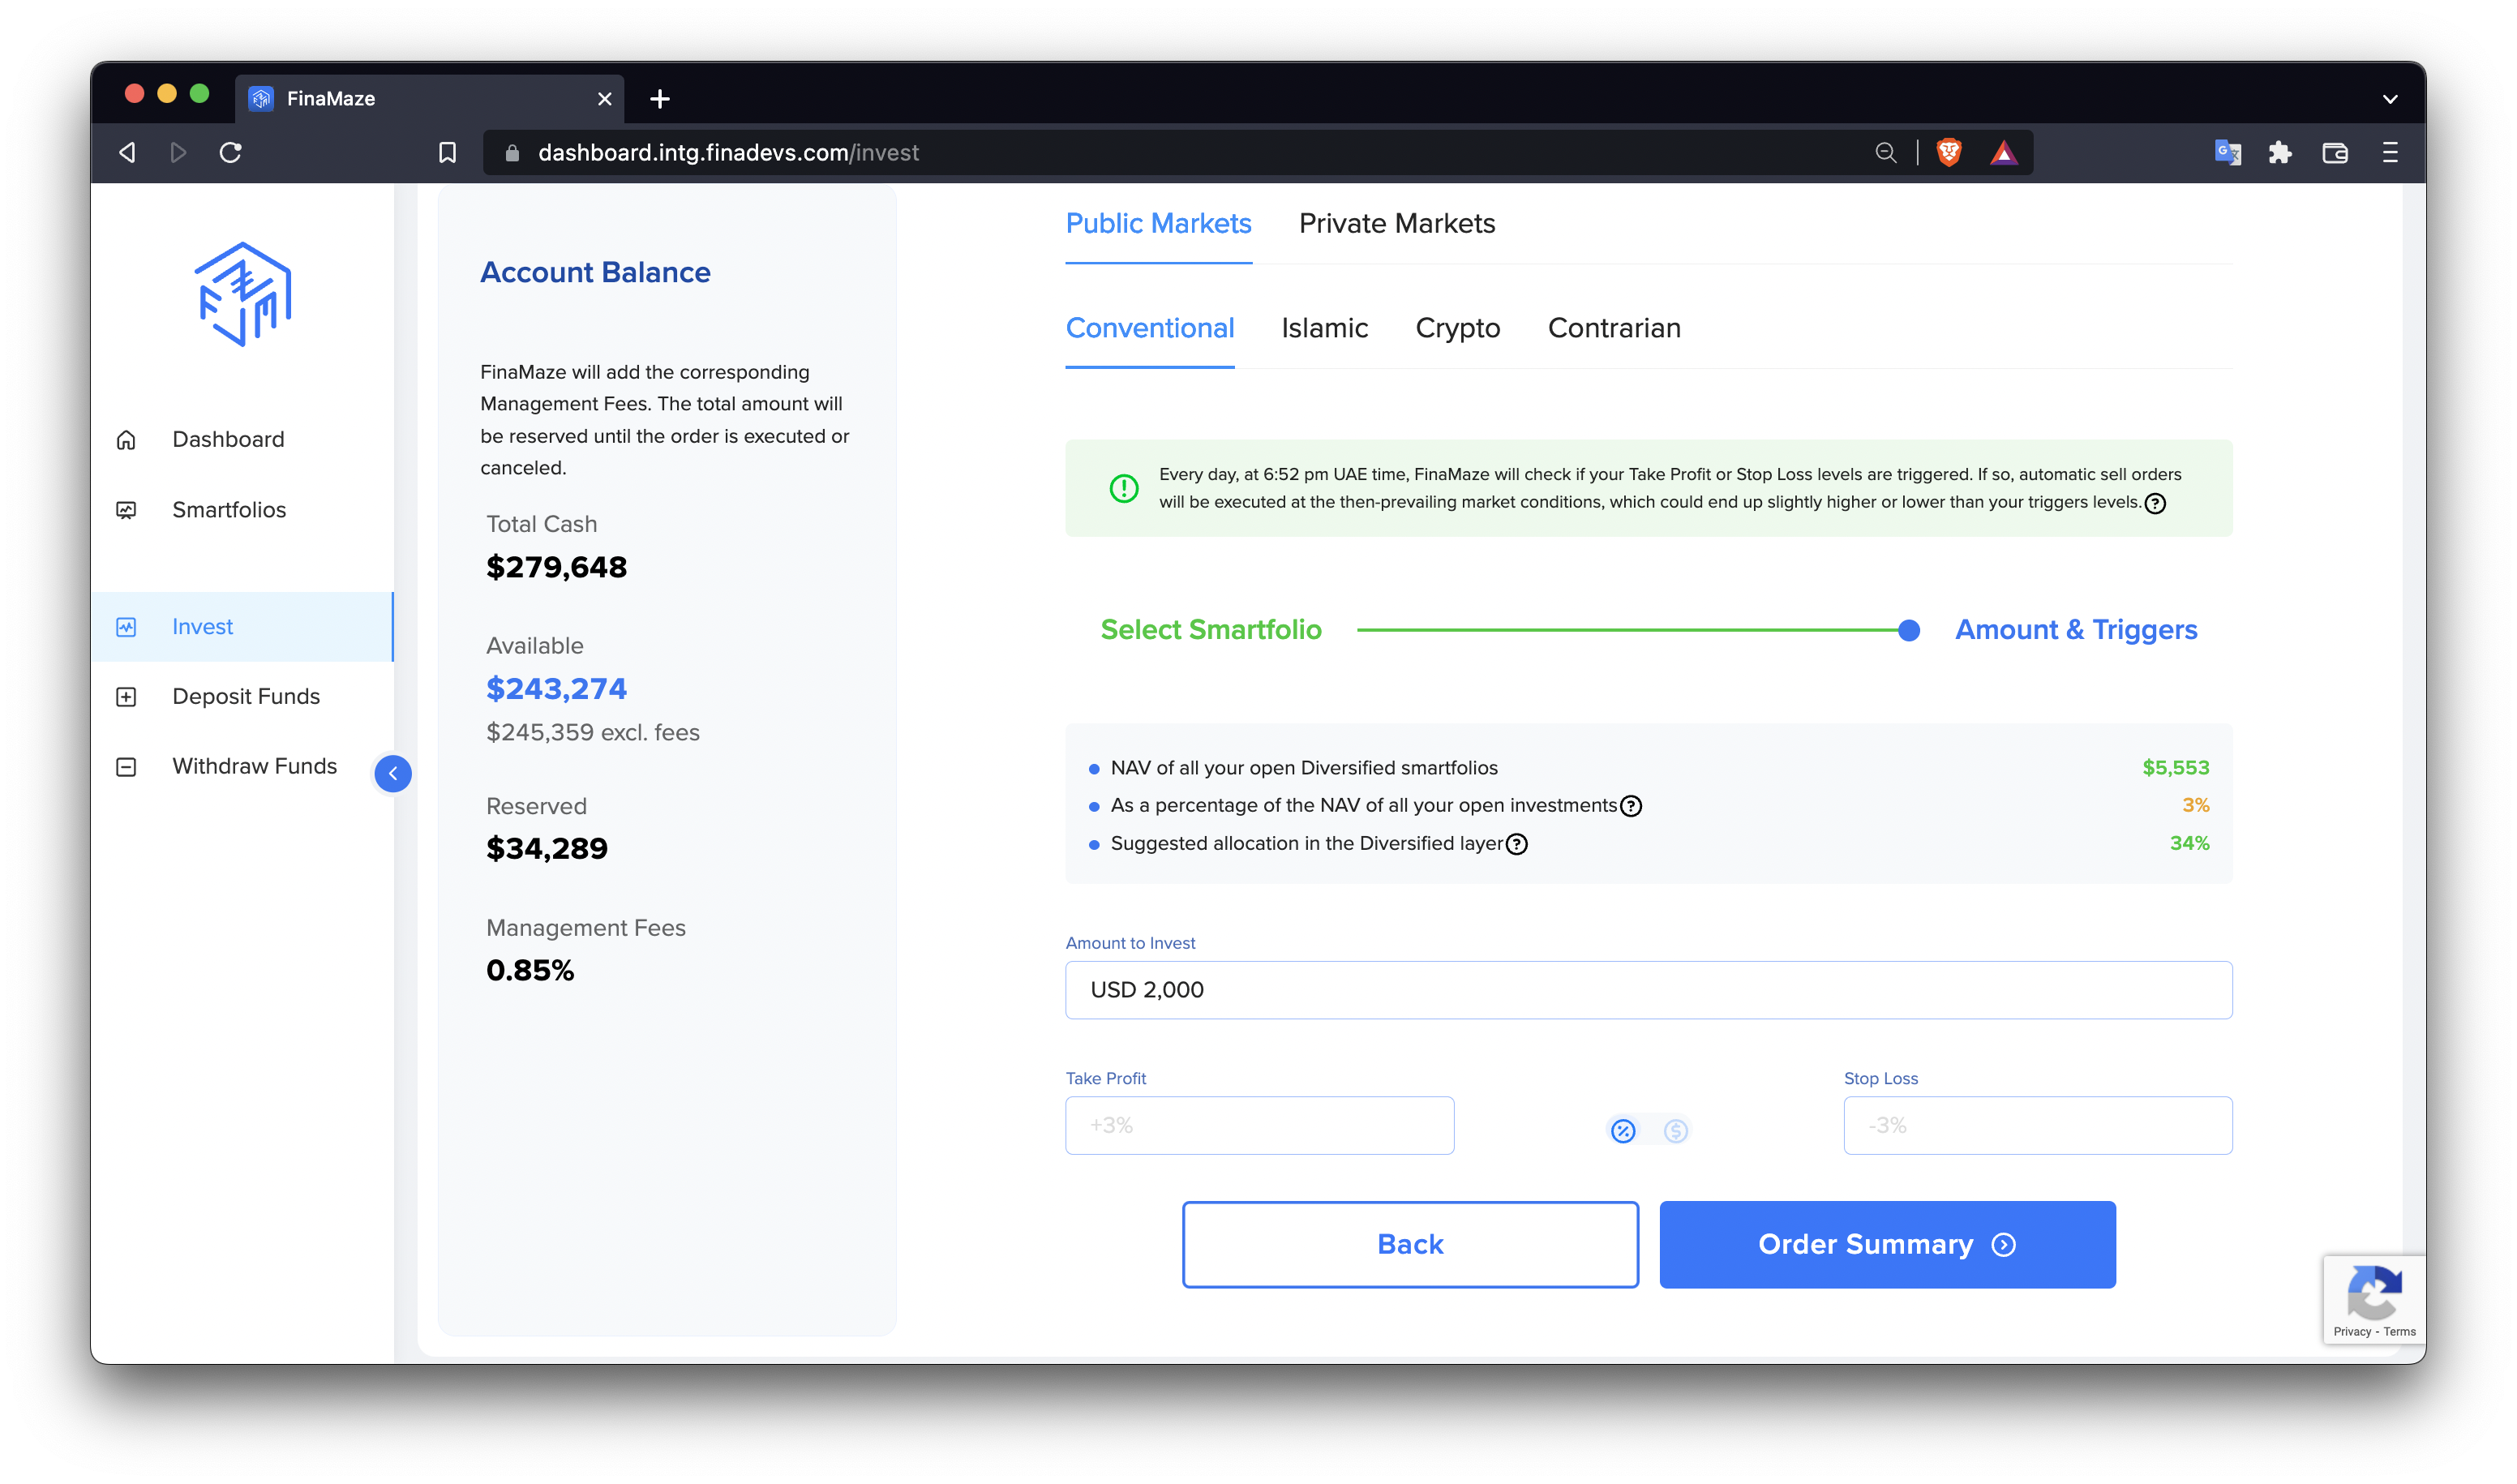 FinaMaze
dashboard.intg.finadevs.com/invest
Dashboard
Smartfolios
Invest
Deposit Funds
Withdraw Funds
Account Balance
FinaMaze will add the corresponding
Management Fees. The total amount will
be reserved until the order is executed or
canceled.
Total Cash
$279,648
Available
$243,274
$245,359 excl. fees
Reserved
$34,289
Management Fees
0.85%
Public Markets Private Markets
Conventional Islamic Crypto Contrarian
Every day, at 6:52 pm UAE time, FinaMaze will check if your Take Profit or Stop Loss levels are triggered. If so, automatic sell orders
will be executed at the then-prevailing market conditions, which could end up slightly higher or lower than your triggers levels.
Select Smartfolio Amount & Triggers
NAV of all your open Diversified smartfolios $5,553
As a percentage of the NAV of all your open investments 3%
Suggested allocation in the Diversified layer 34%
Amount to Invest
USD 2,000
Take Profit Stop Loss
+3% -3%
Back Order Summary
Privacy - Terms